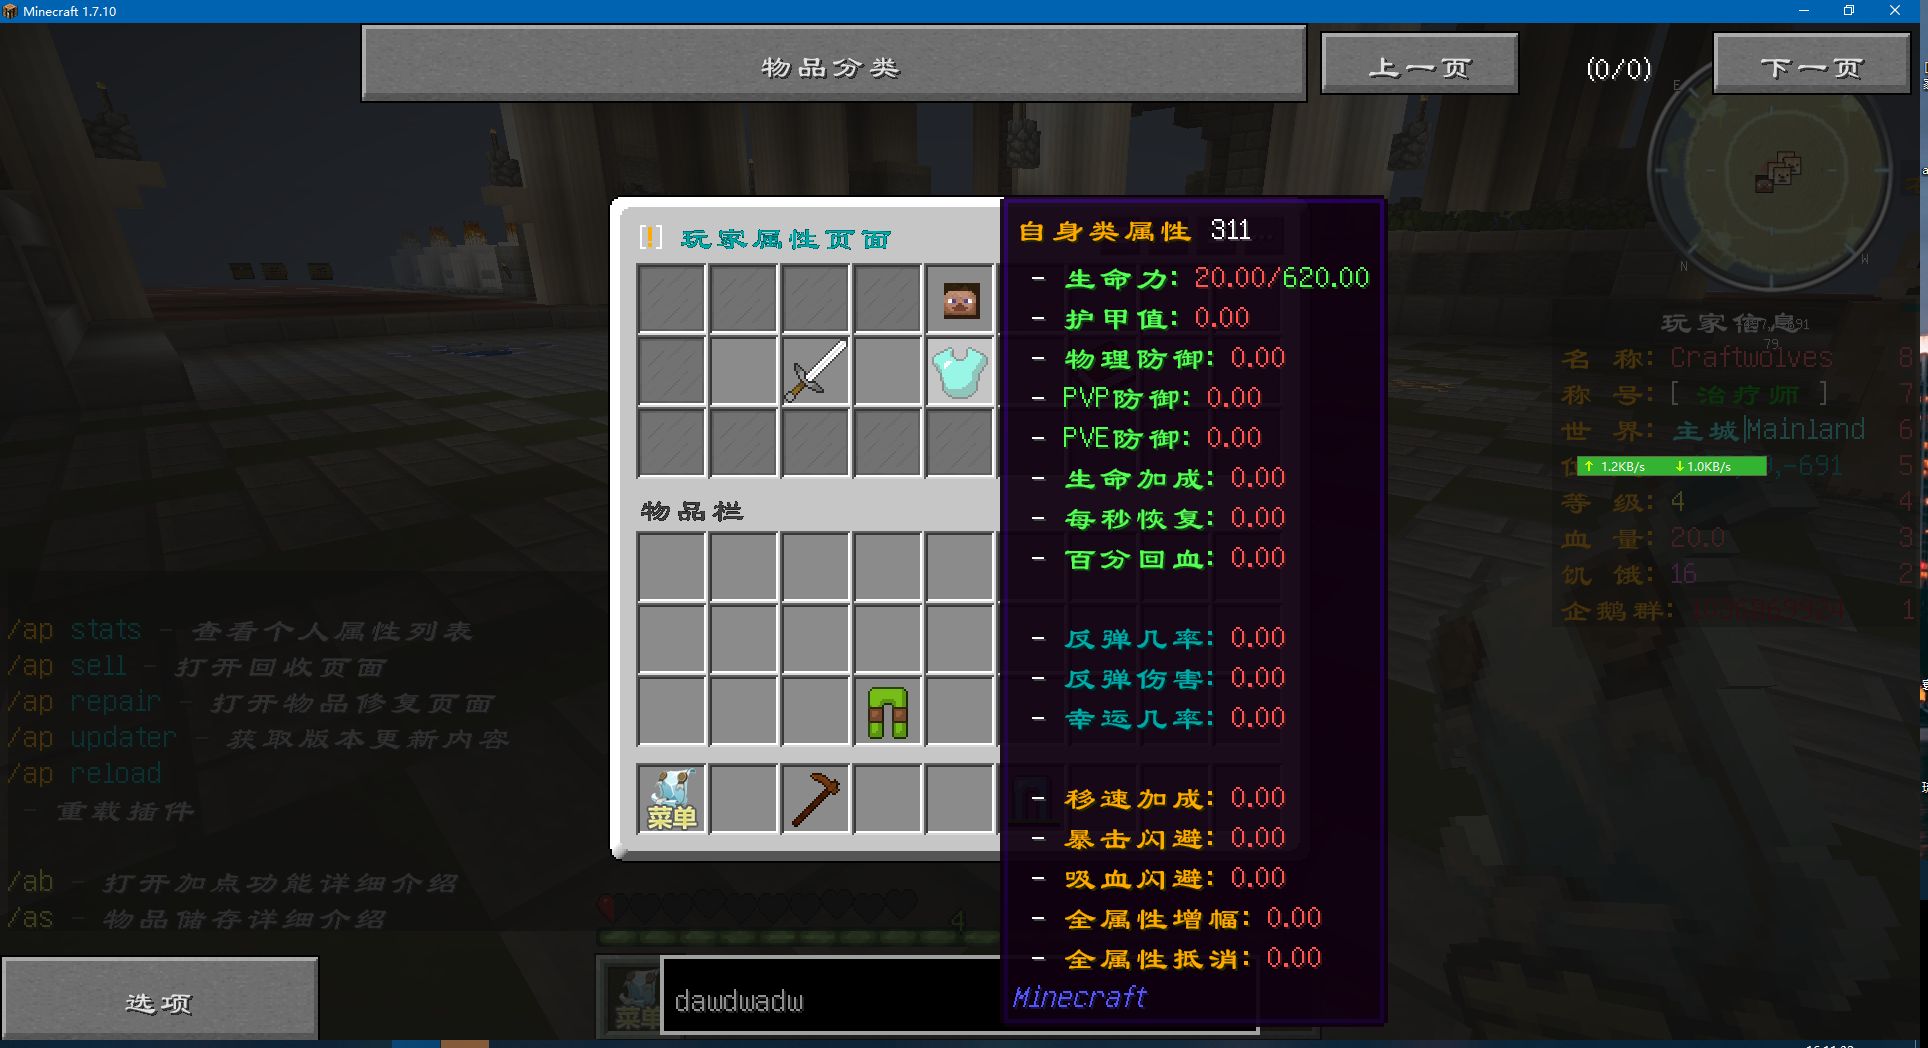 Minecraft 1.7.10
物品分类
上一页
(0/0)
下一页
E
N
W
[!] 玩家属性页面
自身类属性 311
- 生命力: 20.00/620.00
- 护甲值: 0.00
- 物理防御: 0.00
- PVP防御: 0.00
- PVE防御: 0.00
- 生命加成: 0.00
- 每秒恢复: 0.00
- 百分回血: 0.00
- 反弹几率: 0.00
- 反弹伤害: 0.00
- 幸运几率: 0.00
- 移速加成: 0.00
- 暴击闪避: 0.00
- 吸血闪避: 0.00
- 全属性增幅: 0.00
- 全属性抵消: 0.00
Minecraft
物品栏
菜单
玩家信息
79
名 称: Craftwolves 8
称 号: [ 治疗师 ] 7
世 界: 主城|Mainland 6
,-691 5
↑ 1.2KB/s ↓ 1.0KB/s
等 级: 4 4
血 量: 20.0 3
饥 饿: 16 2
企鹅群: 1
/ap stats - 查看个人属性列表
/ap sell - 打开回收页面
/ap repair - 打开物品修复页面
/ap updater - 获取版本更新内容
/ap reload
- 重载插件
/ab - 打开加点功能详细介绍
/as - 物品储存详细介绍
4
选项
菜单
dawdwadw